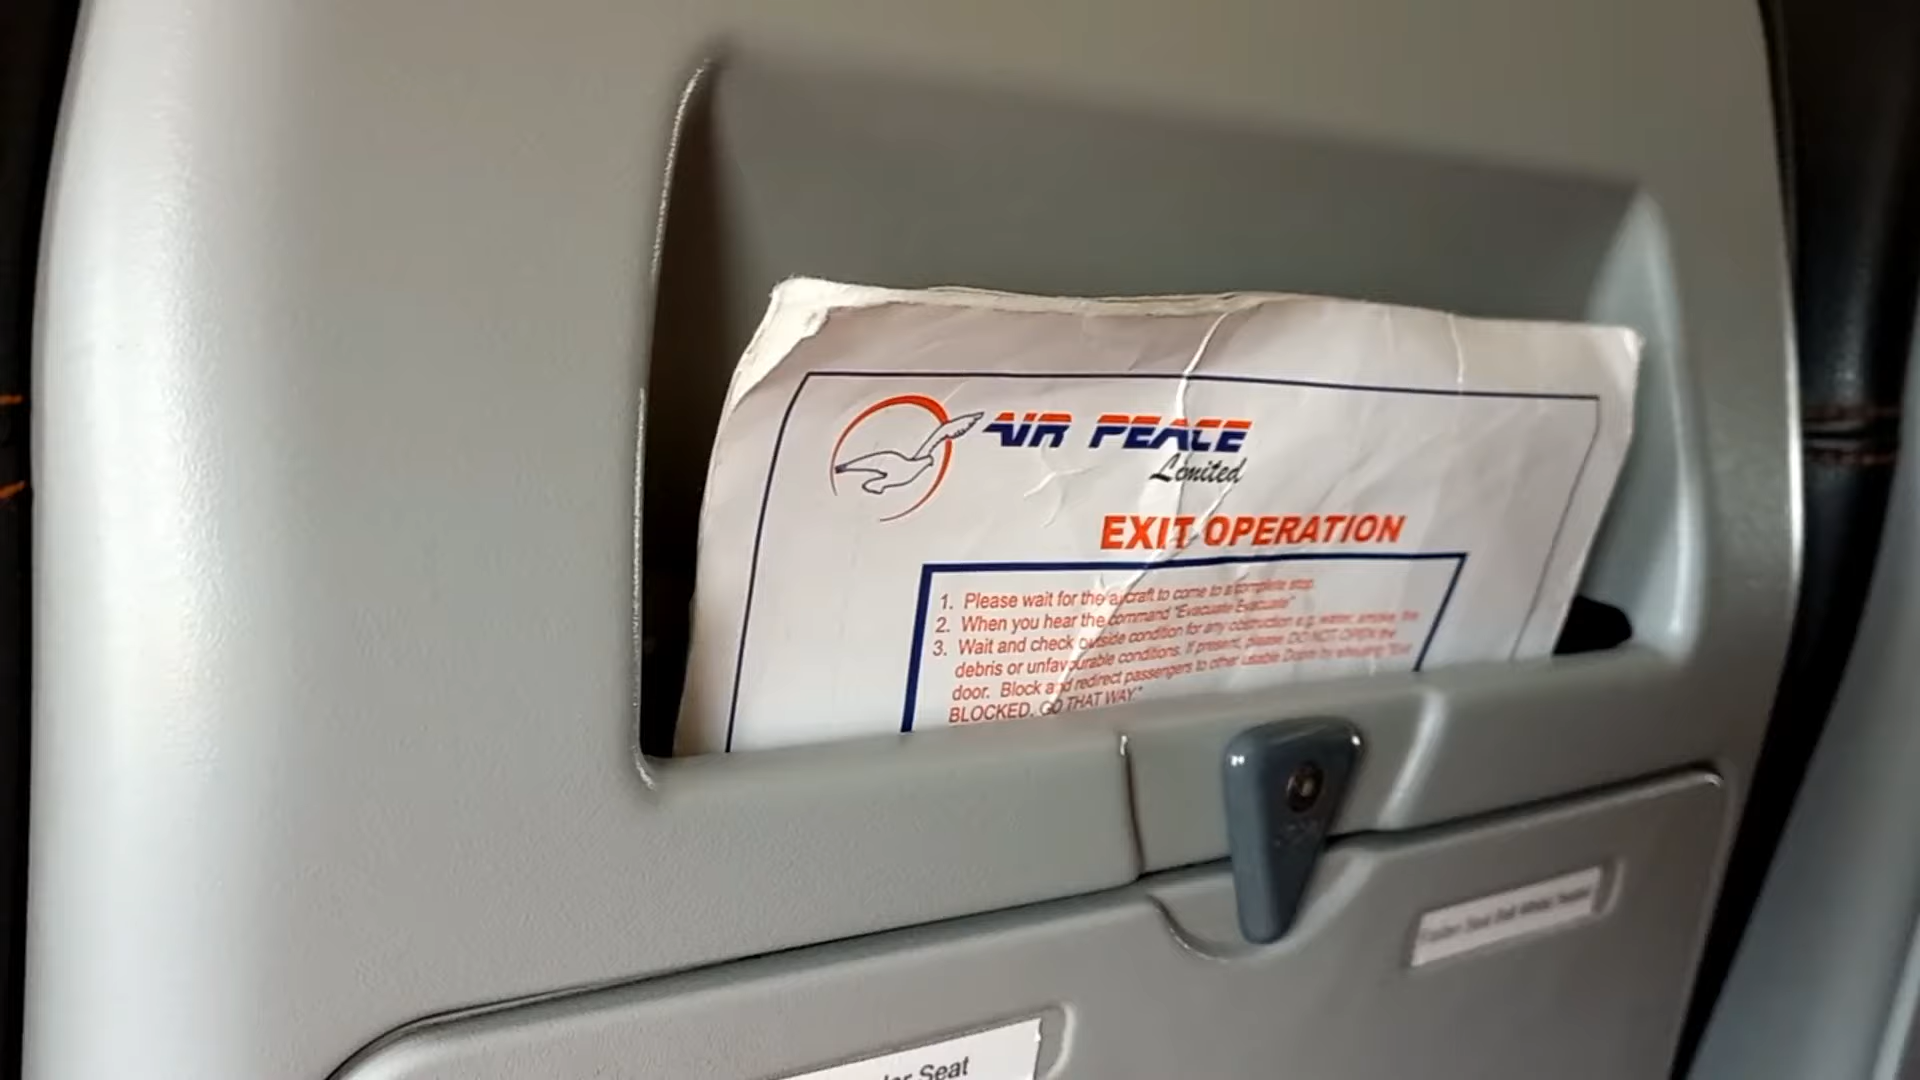 AIR PEACE
Limited
EXIT OPERATION
1. Please wait for the aircraft to come to a complete stop.
2. When you hear the command "Evacuate Evacuate"
3. Wait and check outside condition for any obstruction e.g. water, smoke, fire
debris or unfavourable conditions. If present, please DO NOT OPEN the
door. Block and redirect passengers to other usable Doors by shouting "Exit
BLOCKED. GO THAT WAY."
Seat